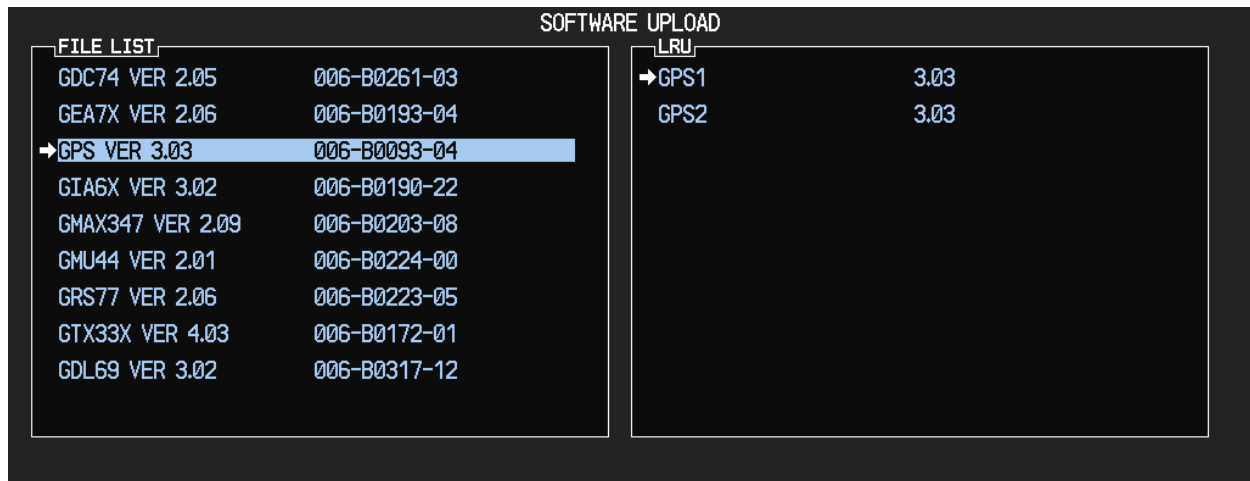 SOFTWARE UPLOAD
FILE LIST
GDC74 VER 2.05 006-B0261-03
GEA7X VER 2.06 006-B0193-04
GPS VER 3.03 006-B0093-04
GIA6X VER 3.02 006-B0190-22
GMAX347 VER 2.09 006-B0203-08
GMU44 VER 2.01 006-B0224-00
GRS77 VER 2.06 006-B0223-05
GTX33X VER 4.03 006-B0172-01
GDL69 VER 3.02 006-B0317-12
LRU
GPS1 3.03
GPS2 3.03